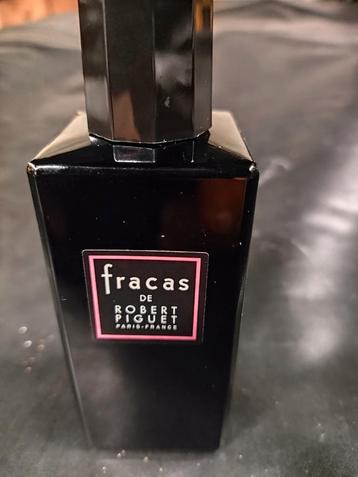 fracas
DE
ROBERT
PIGUET
PARIS-FRANCE